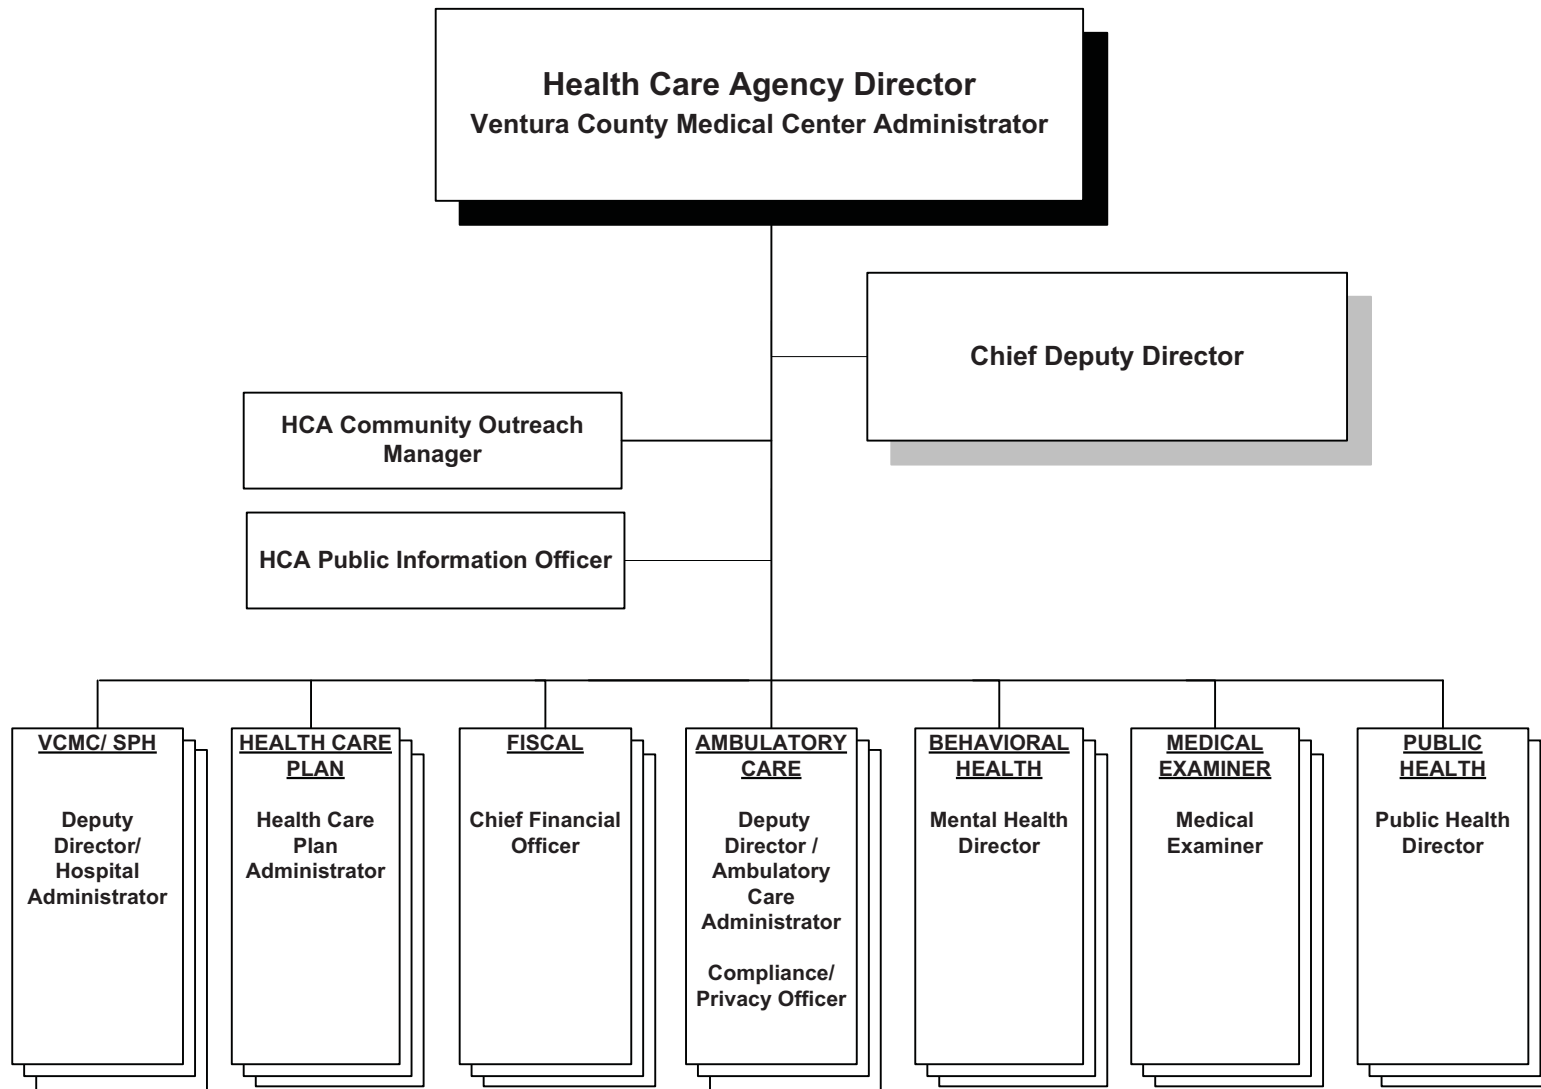 Health Care Agency Director
Ventura County Medical Center Administrator
Chief Deputy Director
HCA Community Outreach
Manager
HCA Public Information Officer
VCMC/ SPH
Deputy
Director/
Hospital
Administrator
HEALTH CARE
PLAN
Health Care
Plan
Administrator
FISCAL
Chief Financial
Officer
AMBULATORY
CARE
Deputy
Director /
Ambulatory
Care
Administrator
Compliance/
Privacy Officer
BEHAVIORAL
HEALTH
Mental Health
Director
MEDICAL
EXAMINER
Medical
Examiner
PUBLIC
HEALTH
Public Health
Director